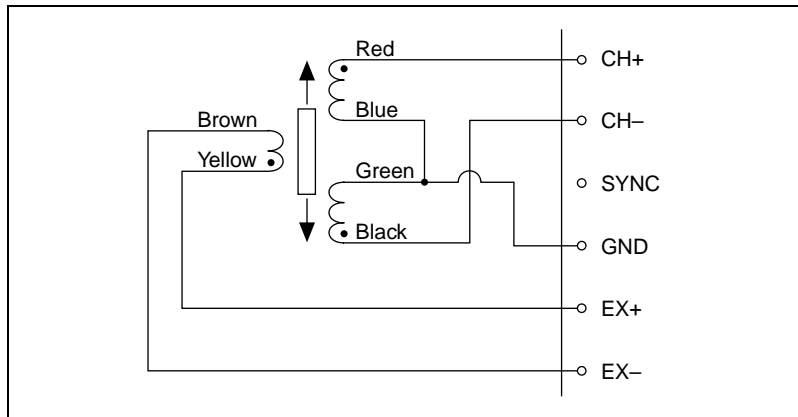 Red
CH+
Blue
CH–
Brown
Yellow
Green
SYNC
Black
GND
EX+
EX–